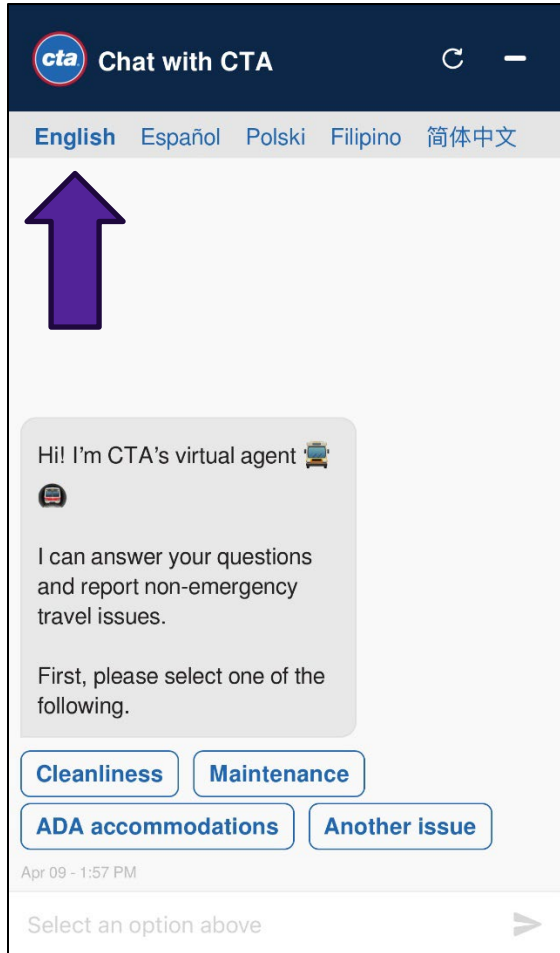 cta Chat with CTA
English Español Polski Filipino 简体中文
Hi! I’m CTA’s virtual agent 🚍
🚇
I can answer your questions
and report non-emergency
travel issues.
First, please select one of the
following.
Cleanliness Maintenance
ADA accommodations Another issue
Apr 09 - 1:57 PM
Select an option above